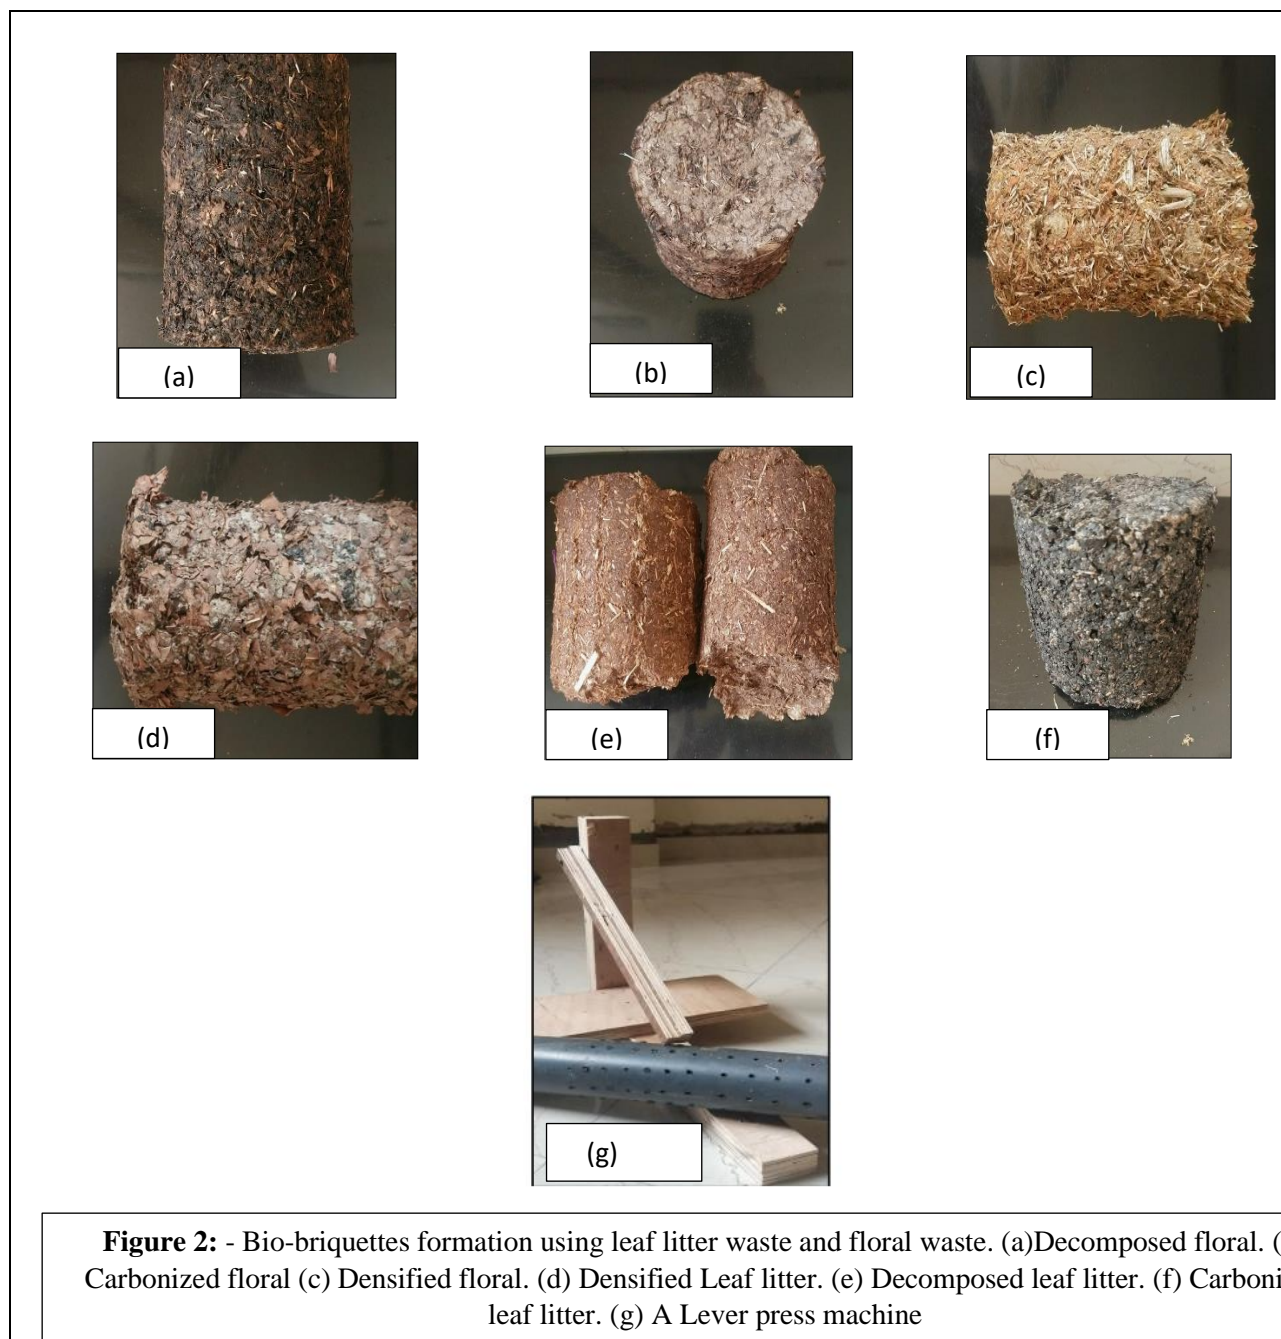 (a)
(b)
(c)
(d)
(e)
(f)
(g)
Figure 2: - Bio-briquettes formation using leaf litter waste and floral waste. (a)Decomposed floral. (
Carbonized floral (c) Densified floral. (d) Densified Leaf litter. (e) Decomposed leaf litter. (f)
leaf litter. (g) A Lever press machine